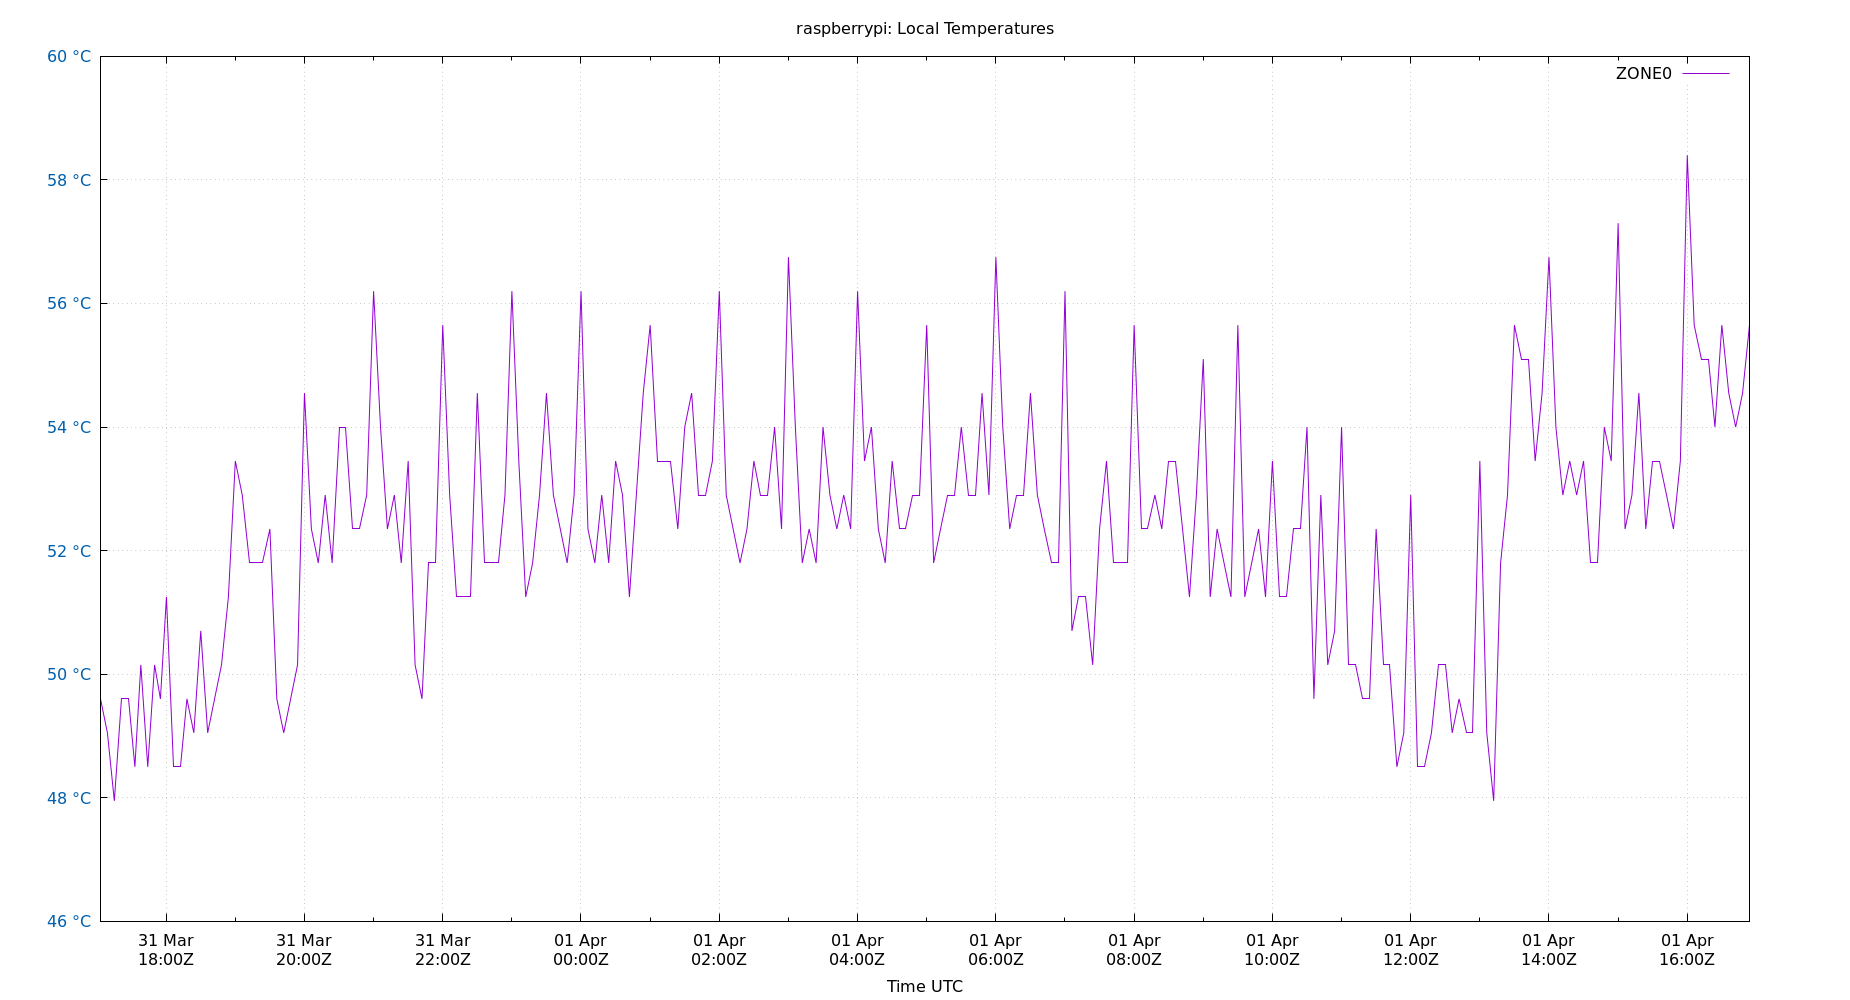 raspberrypi: Local Temperatures
60 °C
ZONE0
58 °C
56 °C
54 °C
52 °C
50 °C
48 °C
46 °C
31 Mar 31 Mar 31 Mar 01 Apr 01 Apr 01 Apr 01 Apr 01 Apr 01 Apr 01 Apr 01 Apr 01 Apr
18:00Z 20:00Z 22:00Z 00:00Z 02:00Z 04:00Z 06:00Z 08:00Z 10:00Z 12:00Z 14:00Z 16:00Z
Time UTC